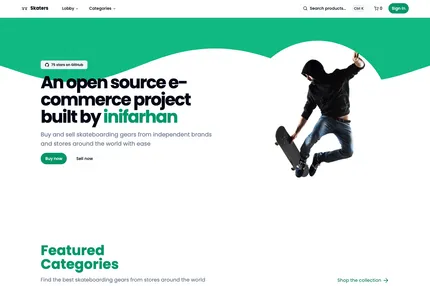 Skaters
Lobby
Categories
Search products...
Ctrl K
0
Sign In
75 stars on GitHub
An open source e-
commerce project
built by inifarhan
Buy and sell skateboarding gears from independent brands
and stores around the world with ease
Buy now
Sell now
Featured
Categories
Find the best skateboarding gears from stores around the world
Shop the collection